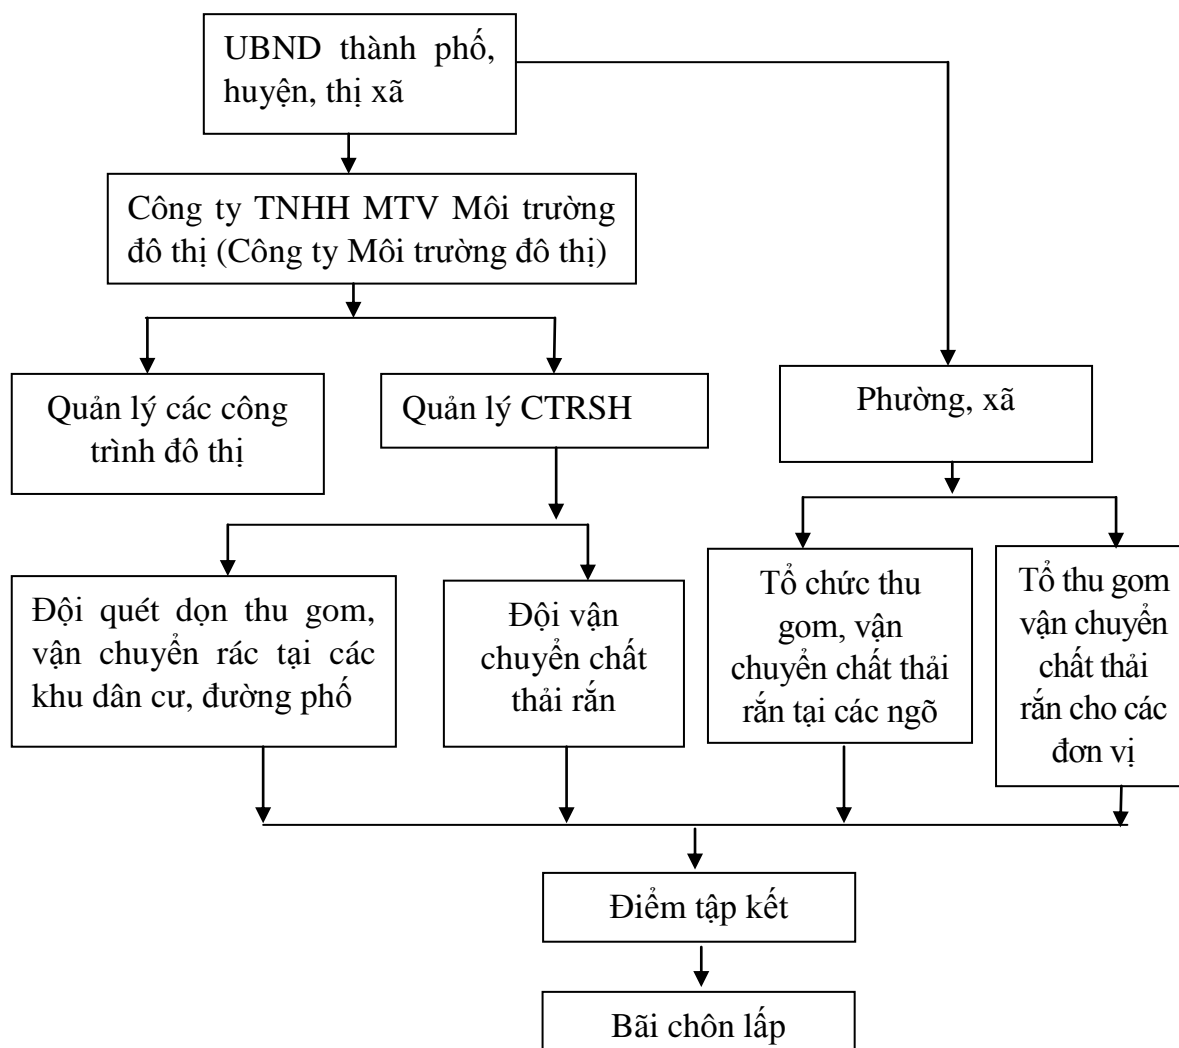 UBND thành phố,
huyện, thị xã
Công ty TNHH MTV Môi trường
đô thị (Công ty Môi trường đô thị)
Quản lý các công
trình đô thị
Quản lý CTRSH
Phường, xã
Đội quét dọn thu gom,
vận chuyển rác tại các
khu dân cư, đường phố
Đội vận
chuyển chất
thải rắn
Tổ chức thu
gom, vận
chuyển chất thải
rắn tại các ngõ
Tổ thu gom
vận chuyển
chất thải
rắn cho các
đơn vị
Điểm tập kết
Bãi chôn lấp